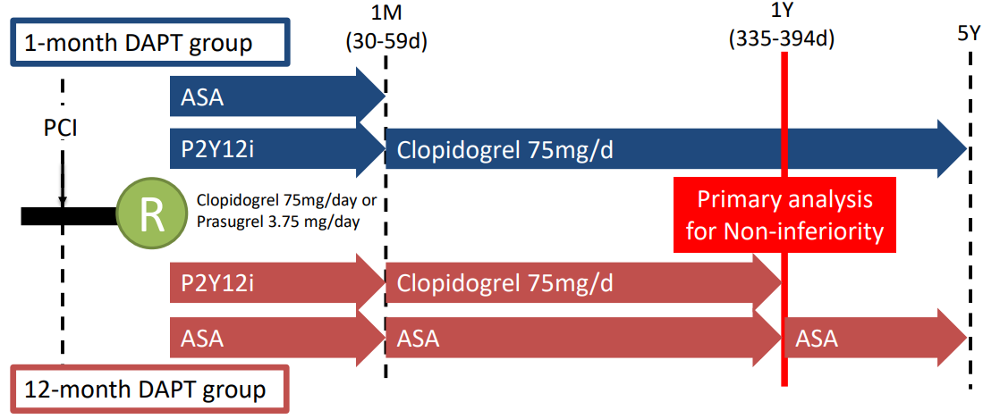 1M
(30-59d)
1Y
(335-394d)
5Y
1-month DAPT group
ASA
PCI
P2Y12i
Clopidogrel 75mg/d
R
Clopidogrel 75mg/day or
Prasugrel 3.75 mg/day
Primary analysis
for Non-inferiority
P2Y12i
Clopidogrel 75mg/d
ASA
ASA
ASA
12-month DAPT group